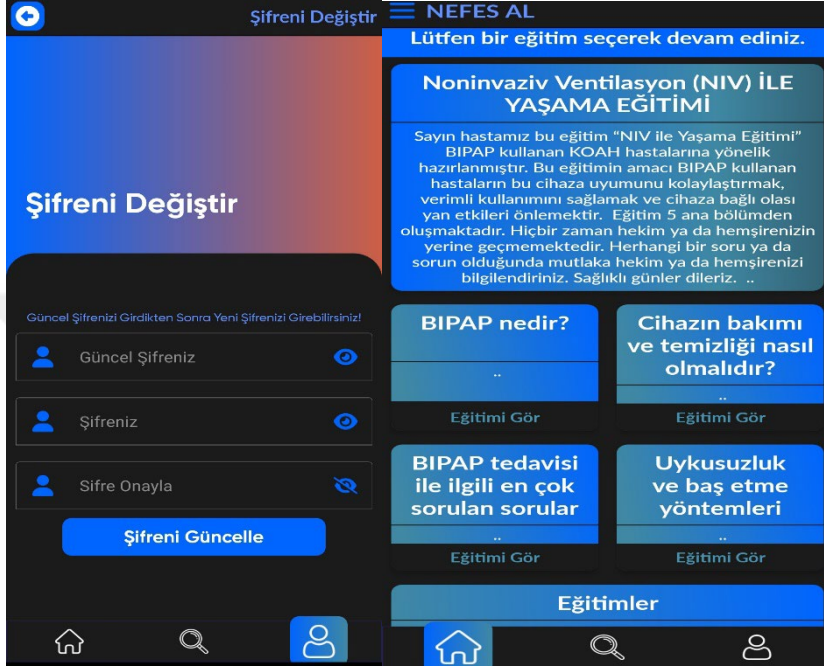 Şifreni Değiştir
Şifreni Değiştir
Güncel Şifrenizi Girdikten Sonra Yeni Şifrenizi Girebilirsiniz!
Güncel Şifreniz
Şifreniz
Sifre Onayla
Şifreni Güncelle
NEFES AL
Lütfen bir eğitim seçerek devam ediniz.
Noninvaziv Ventilasyon (NIV) İLE
YAŞAMA EĞİTİMİ
Sayın hastamız bu eğitim “NIV ile Yaşama Eğitimi”
BIPAP kullanan KOAH hastalarına yönelik
hazırlanmıştır. Bu eğitimin amacı BIPAP kullanan
hastaların bu cihaza uyumunu kolaylaştırmak,
verimli kullanımını sağlamak ve cihaza bağlı olası
yan etkileri önlemektir. Eğitim 5 ana bölümden
oluşmaktadır. Hiçbir zaman hekim ya da hemşirenizin
yerine geçmemektedir. Herhangi bir soru ya da
sorun olduğunda mutlaka hekim ya da hemşirenizi
bilgilendiriniz. Sağlıklı günler dileriz. ..
BIPAP nedir?
..
Eğitimi Gör
Cihazın bakımı
ve temizliği nasıl
olmalıdır?
..
Eğitimi Gör
BIPAP tedavisi
ile ilgili en çok
sorulan sorular
..
Eğitimi Gör
Uykusuzluk
ve baş etme
yöntemleri
..
Eğitimi Gör
Eğitimler